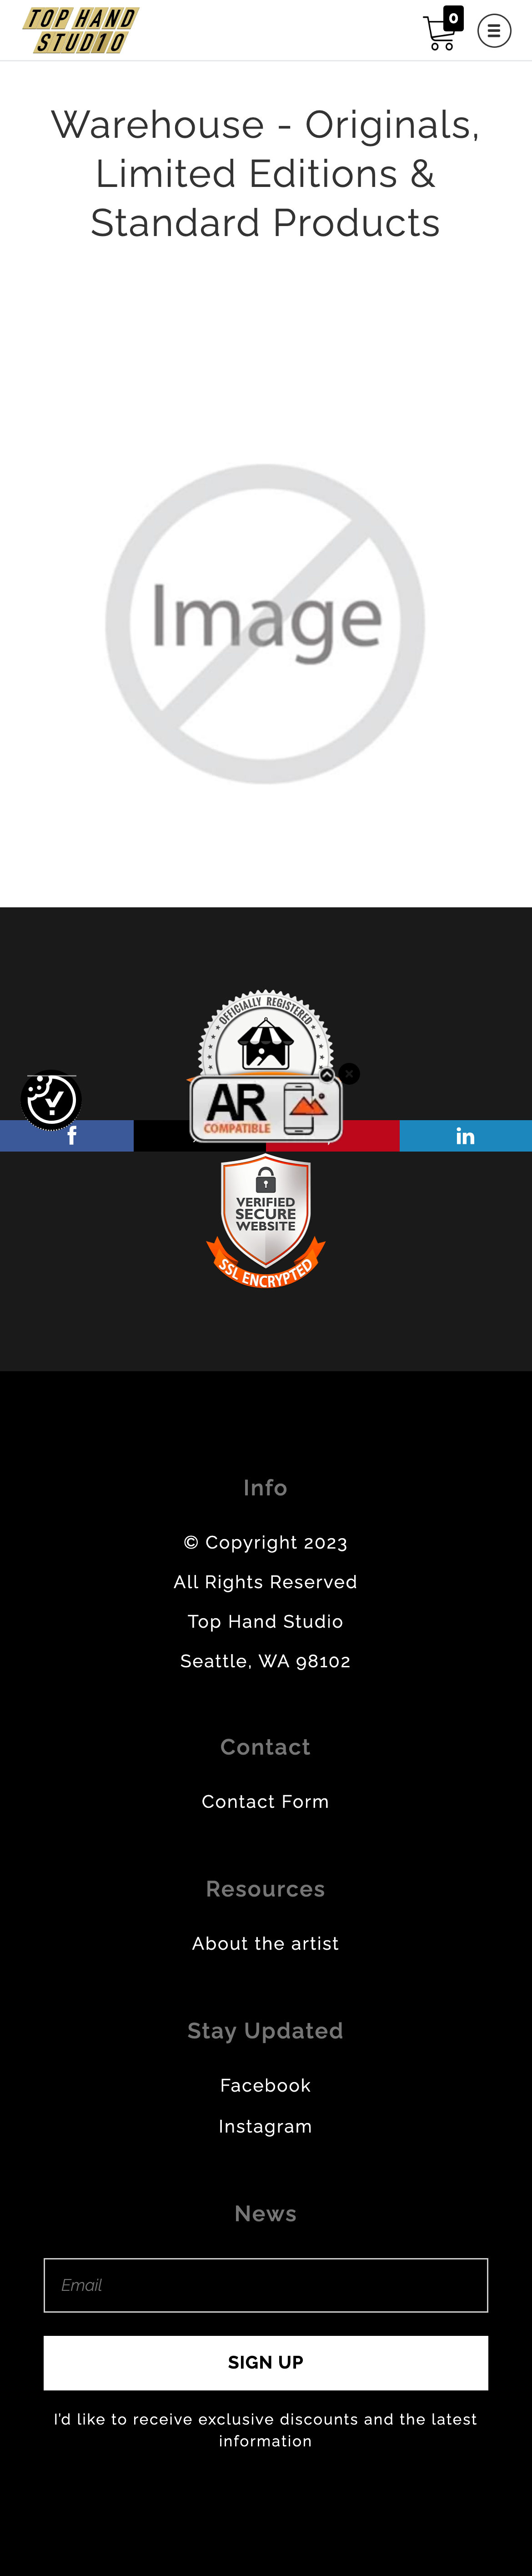 TOP HAND
STUD10
0
Warehouse - Originals,
Limited Editions &
Standard Products
Image
OFFICIALLY REGISTERED
AR
COMPATIBLE
f
in
VERIFIED
SECURE
WEBSITE
SSL ENCRYPTED
Info
© Copyright 2023
All Rights Reserved
Top Hand Studio
Seattle, WA 98102
Contact
Contact Form
Resources
About the artist
Stay Updated
Facebook
Instagram
News
Email
SIGN UP
I'd like to receive exclusive discounts and the latest
information